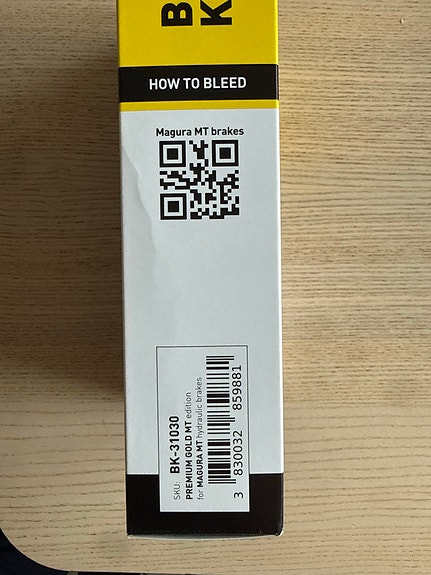 B
K
HOW TO BLEED
Magura MT brakes
SKU: BK-31030
PREMIUM GOLD MT edition
for MAGURA MT hydraulic brakes
3 830032 859881